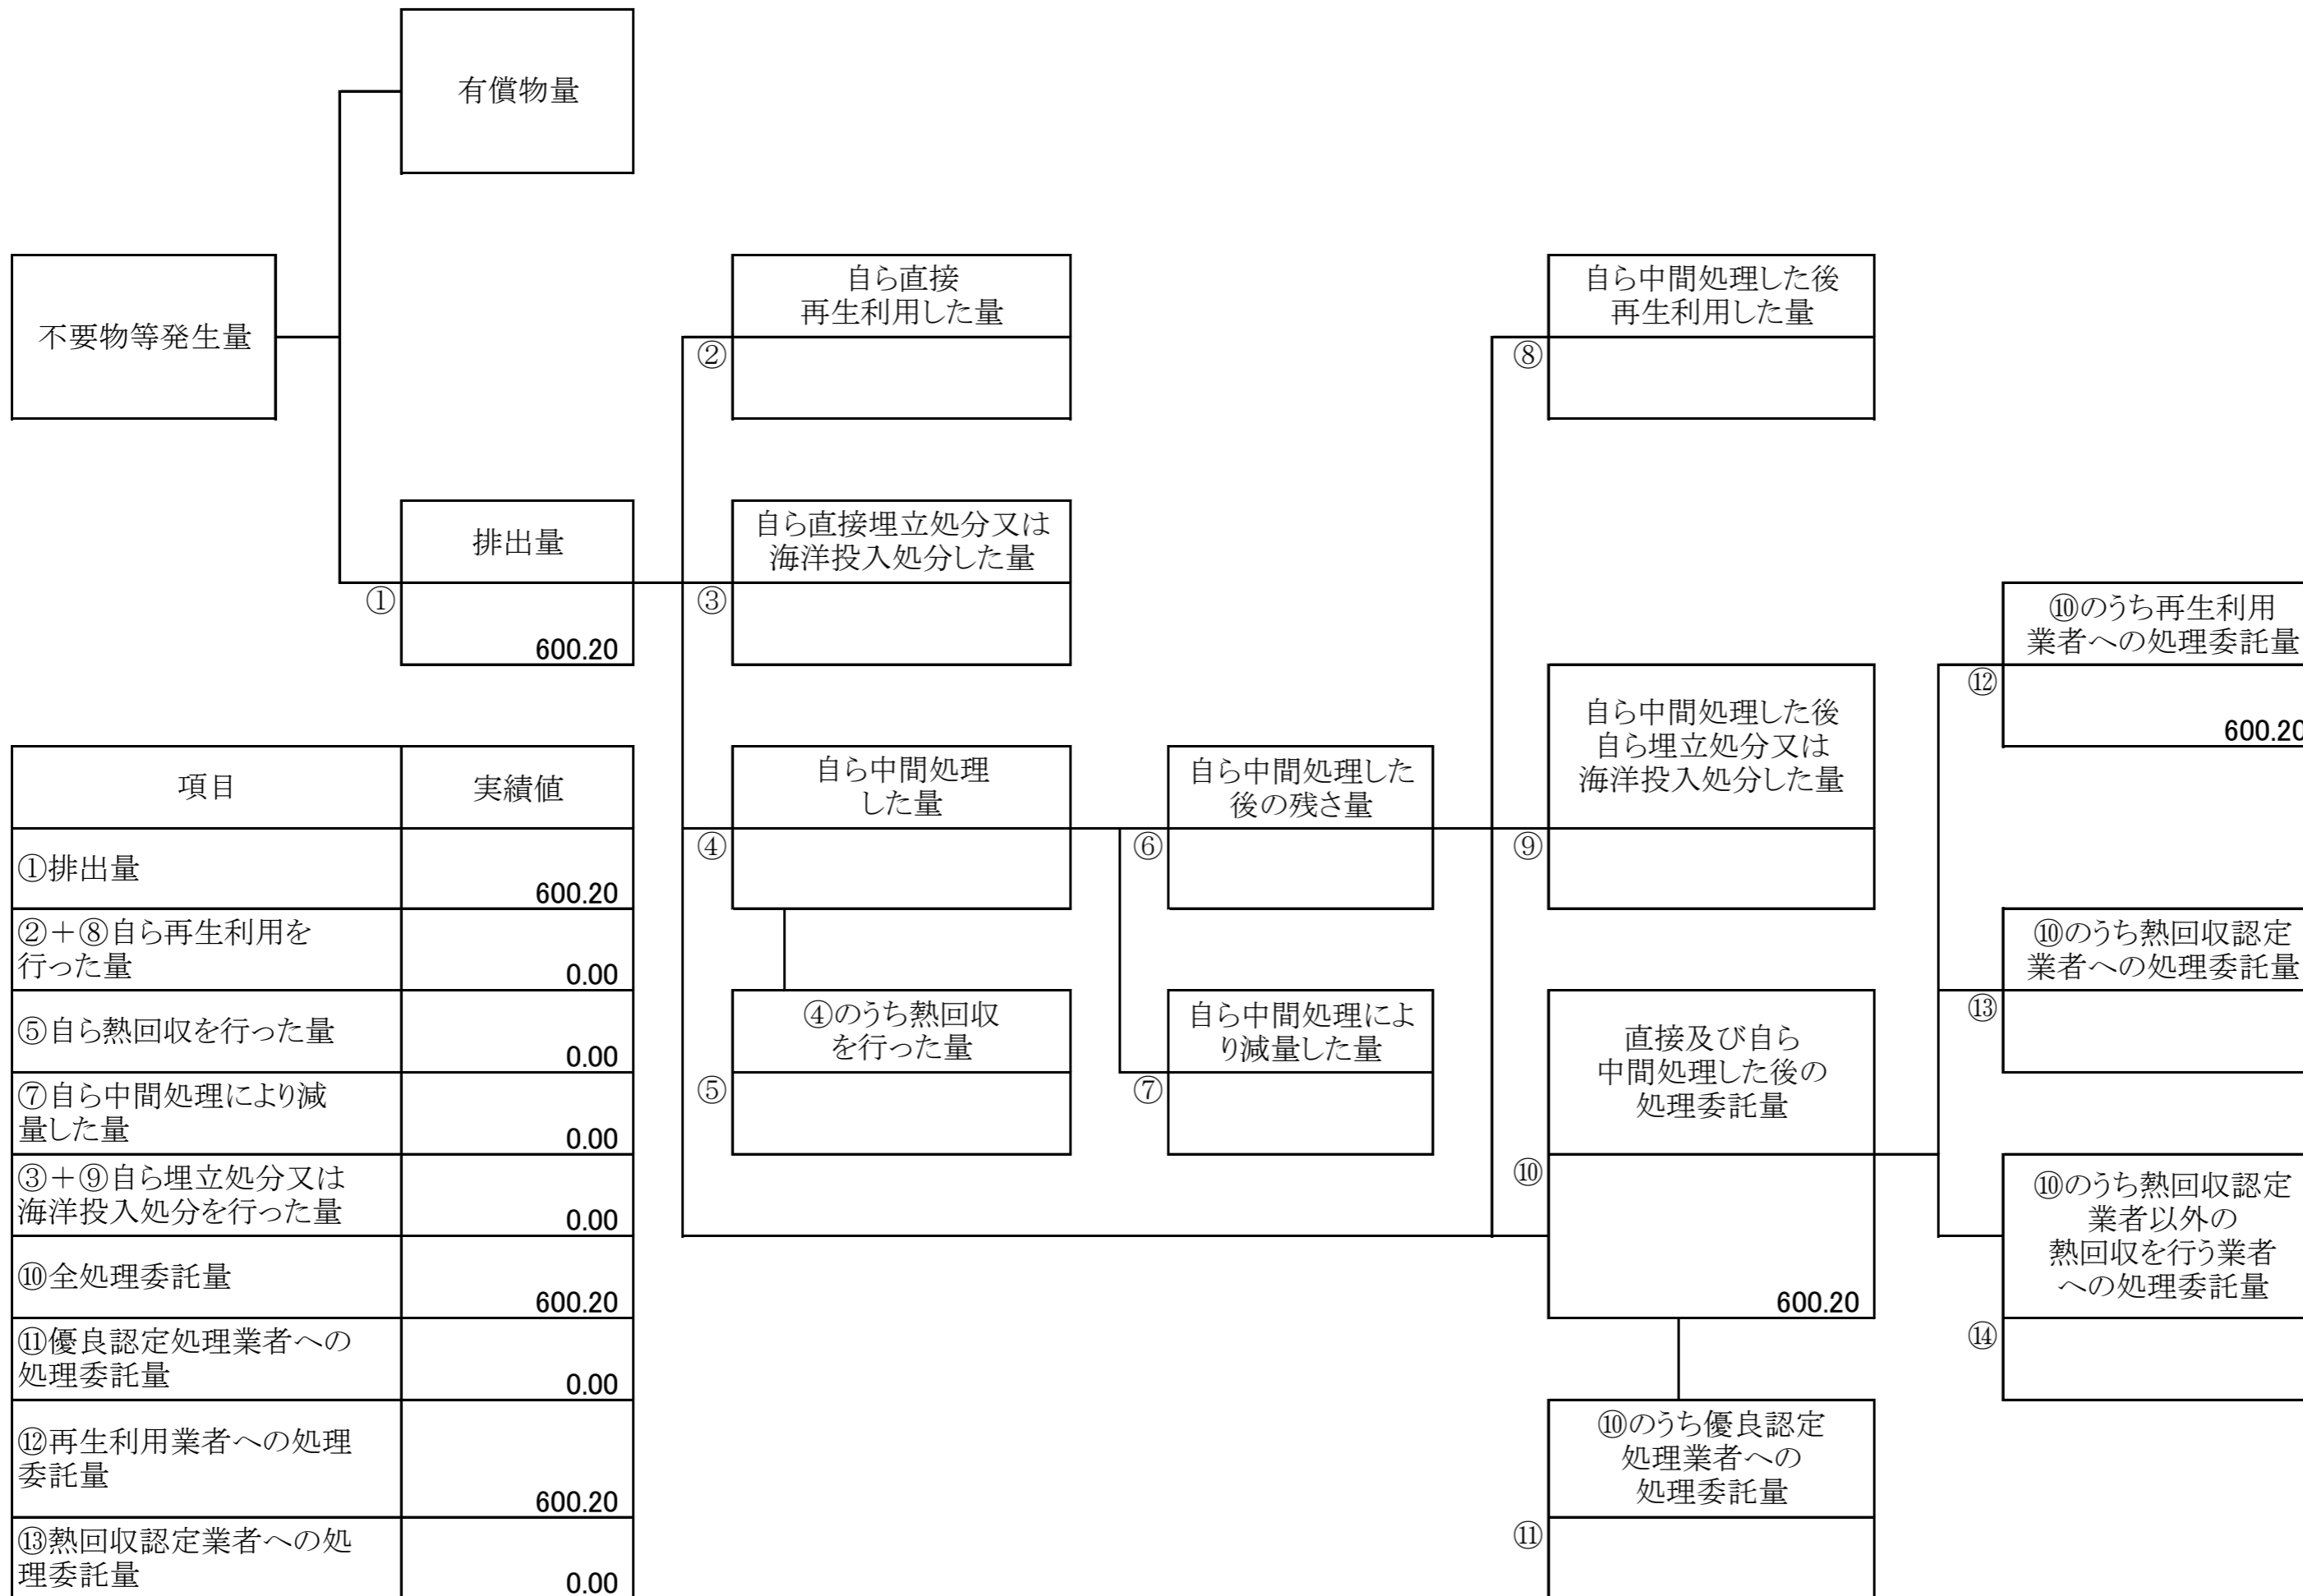 有償物量
不要物等発生量
自ら直接
再生利用した量
②
自ら中間処理した後
再生利用した量
⑧
排出量
①
600.20
自ら直接埋立処分又は
海洋投入処分した量
③
⑩のうち再生利用
業者への処理委託量
⑫
600.20
自ら中間処理
した量
④
自ら中間処理した
後の残さ量
⑥
自ら中間処理した後
自ら埋立処分又は
海洋投入処分した量
⑨
⑩のうち熱回収認定
業者への処理委託量
⑬
④のうち熱回収
を行った量
⑤
自ら中間処理によ
り減量した量
⑦
直接及び自ら
中間処理した後の
処理委託量
⑩
600.20
⑩のうち熱回収認定
業者以外の
熱回収を行う業者
への処理委託量
⑭
⑩のうち優良認定
処理業者への
処理委託量
⑪
項目
実績値
①排出量
600.20
②+⑧自ら再生利用を
行った量
0.00
⑤自ら熱回収を行った量
0.00
⑦自ら中間処理により減
量した量
0.00
③+⑨自ら埋立処分又は
海洋投入処分を行った量
0.00
⑩全処理委託量
600.20
⑪優良認定処理業者への
処理委託量
0.00
⑫再生利用業者への処理
委託量
600.20
⑬熱回収認定業者への処
理委託量
0.00